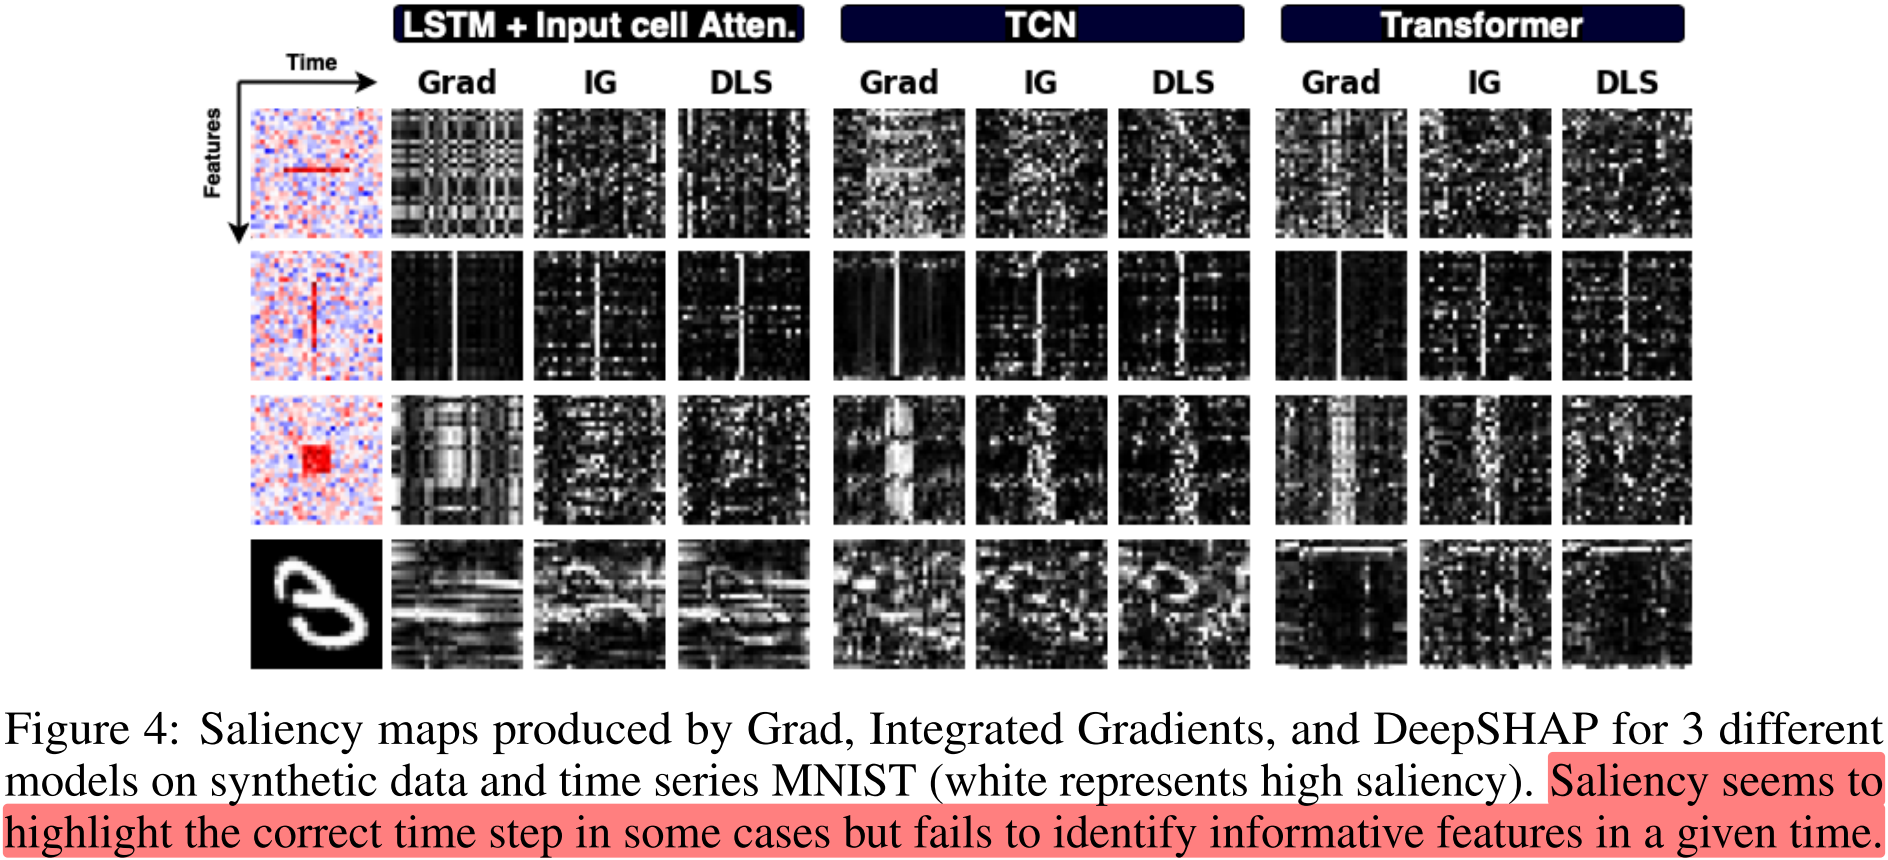 LSTM + Input cell Atten. TCN Transformer
Time
Grad IG DLS Grad IG DLS Grad IG DLS
Features
Figure 4: Saliency maps produced by Grad, Integrated Gradients, and DeepSHAP for 3 different
models on synthetic data and time series MNIST (white represents high saliency). Saliency seems to
highlight the correct time step in some cases but fails to identify informative features in a given time.